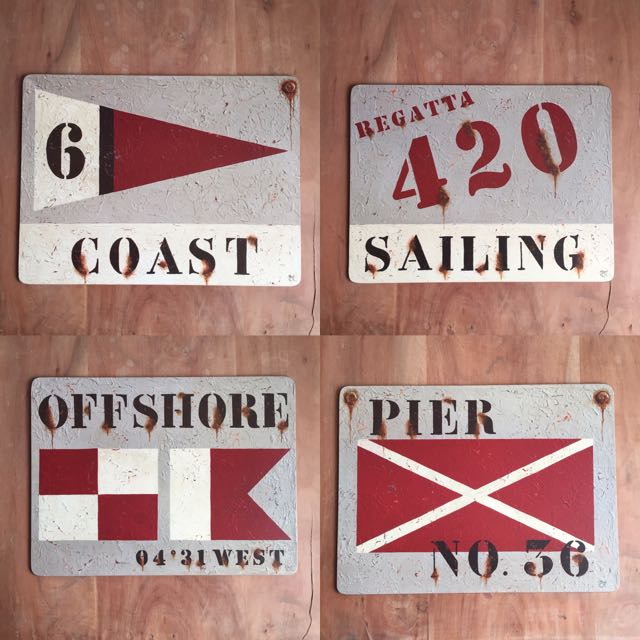 6
COAST
REGATTA
420
SAILING
OFFSHORE
04°31 WEST
PIER
NO. 36